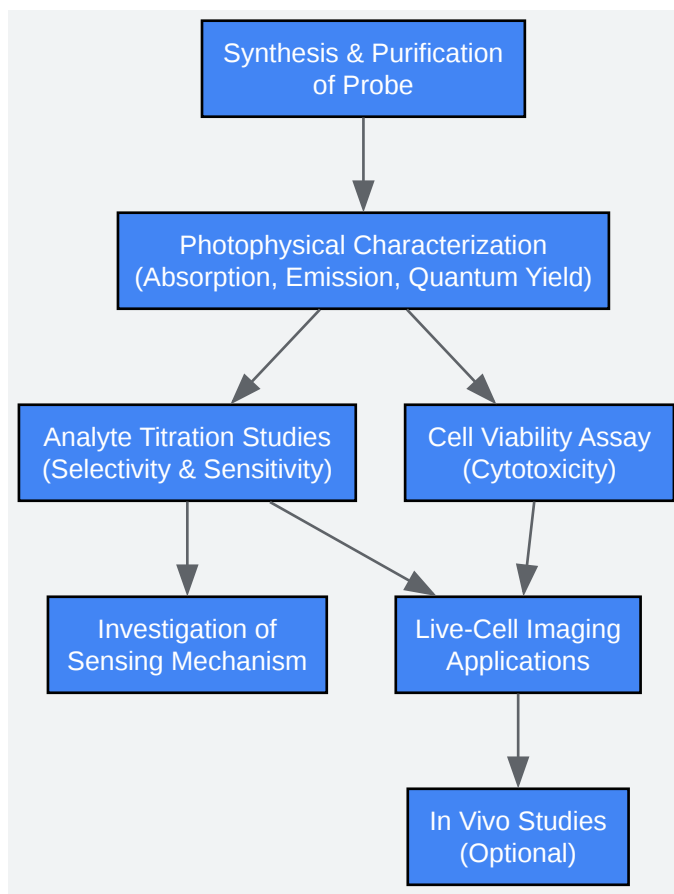 Synthesis & Purification
of Probe
Photophysical Characterization
(Absorption, Emission, Quantum Yield)
Analyte Titration Studies
(Selectivity & Sensitivity)
Cell Viability Assay
(Cytotoxicity)
Investigation of
Sensing Mechanism
Live-Cell Imaging
Applications
In Vivo Studies
(Optional)